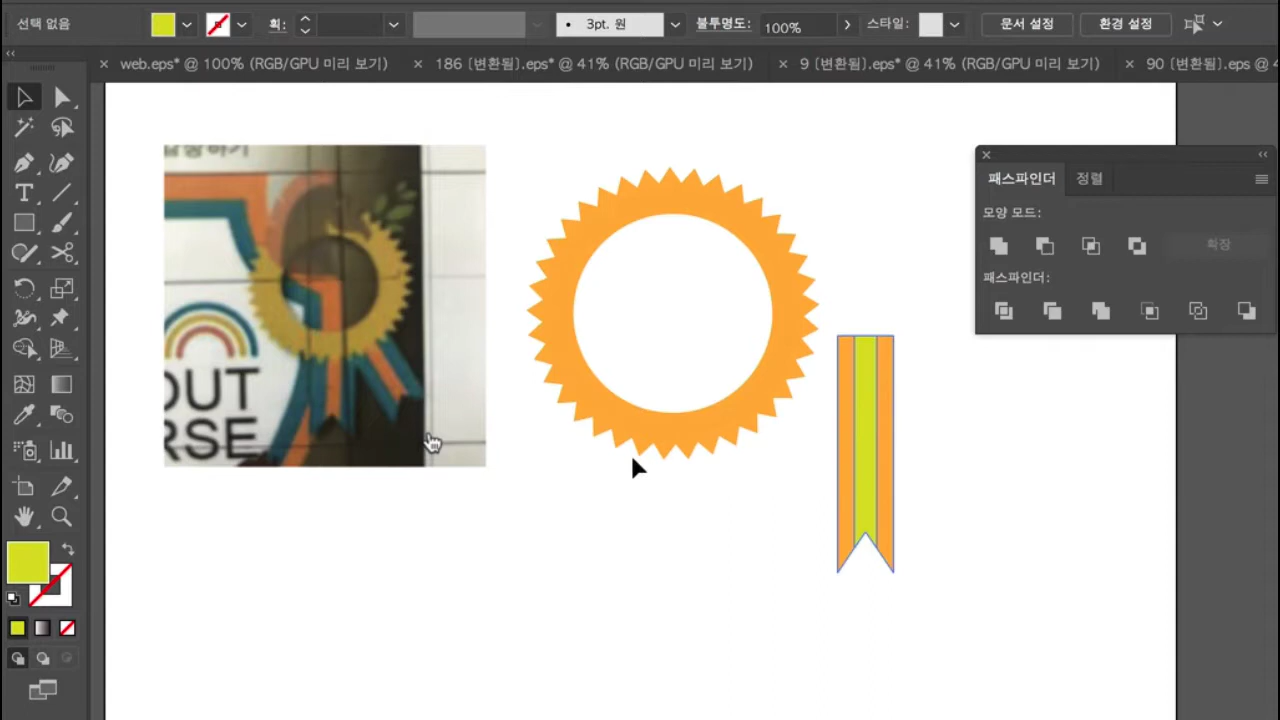 선택 없음 획: 3pt. 원 불투명도: 100% 스타일: 문서 설정 환경 설정
× web.eps* @ 100% (RGB/GPU 미리 보기) × 186 [변환됨].eps* @ 41% (RGB/GPU 미리 보기) × 9 [변환됨].eps* @ 41% (RGB/GPU 미리 보기) × 90 [변환됨].eps @ 4
패스파인더 정렬
모양 모드:
확장
패스파인더:
OUT
RSE